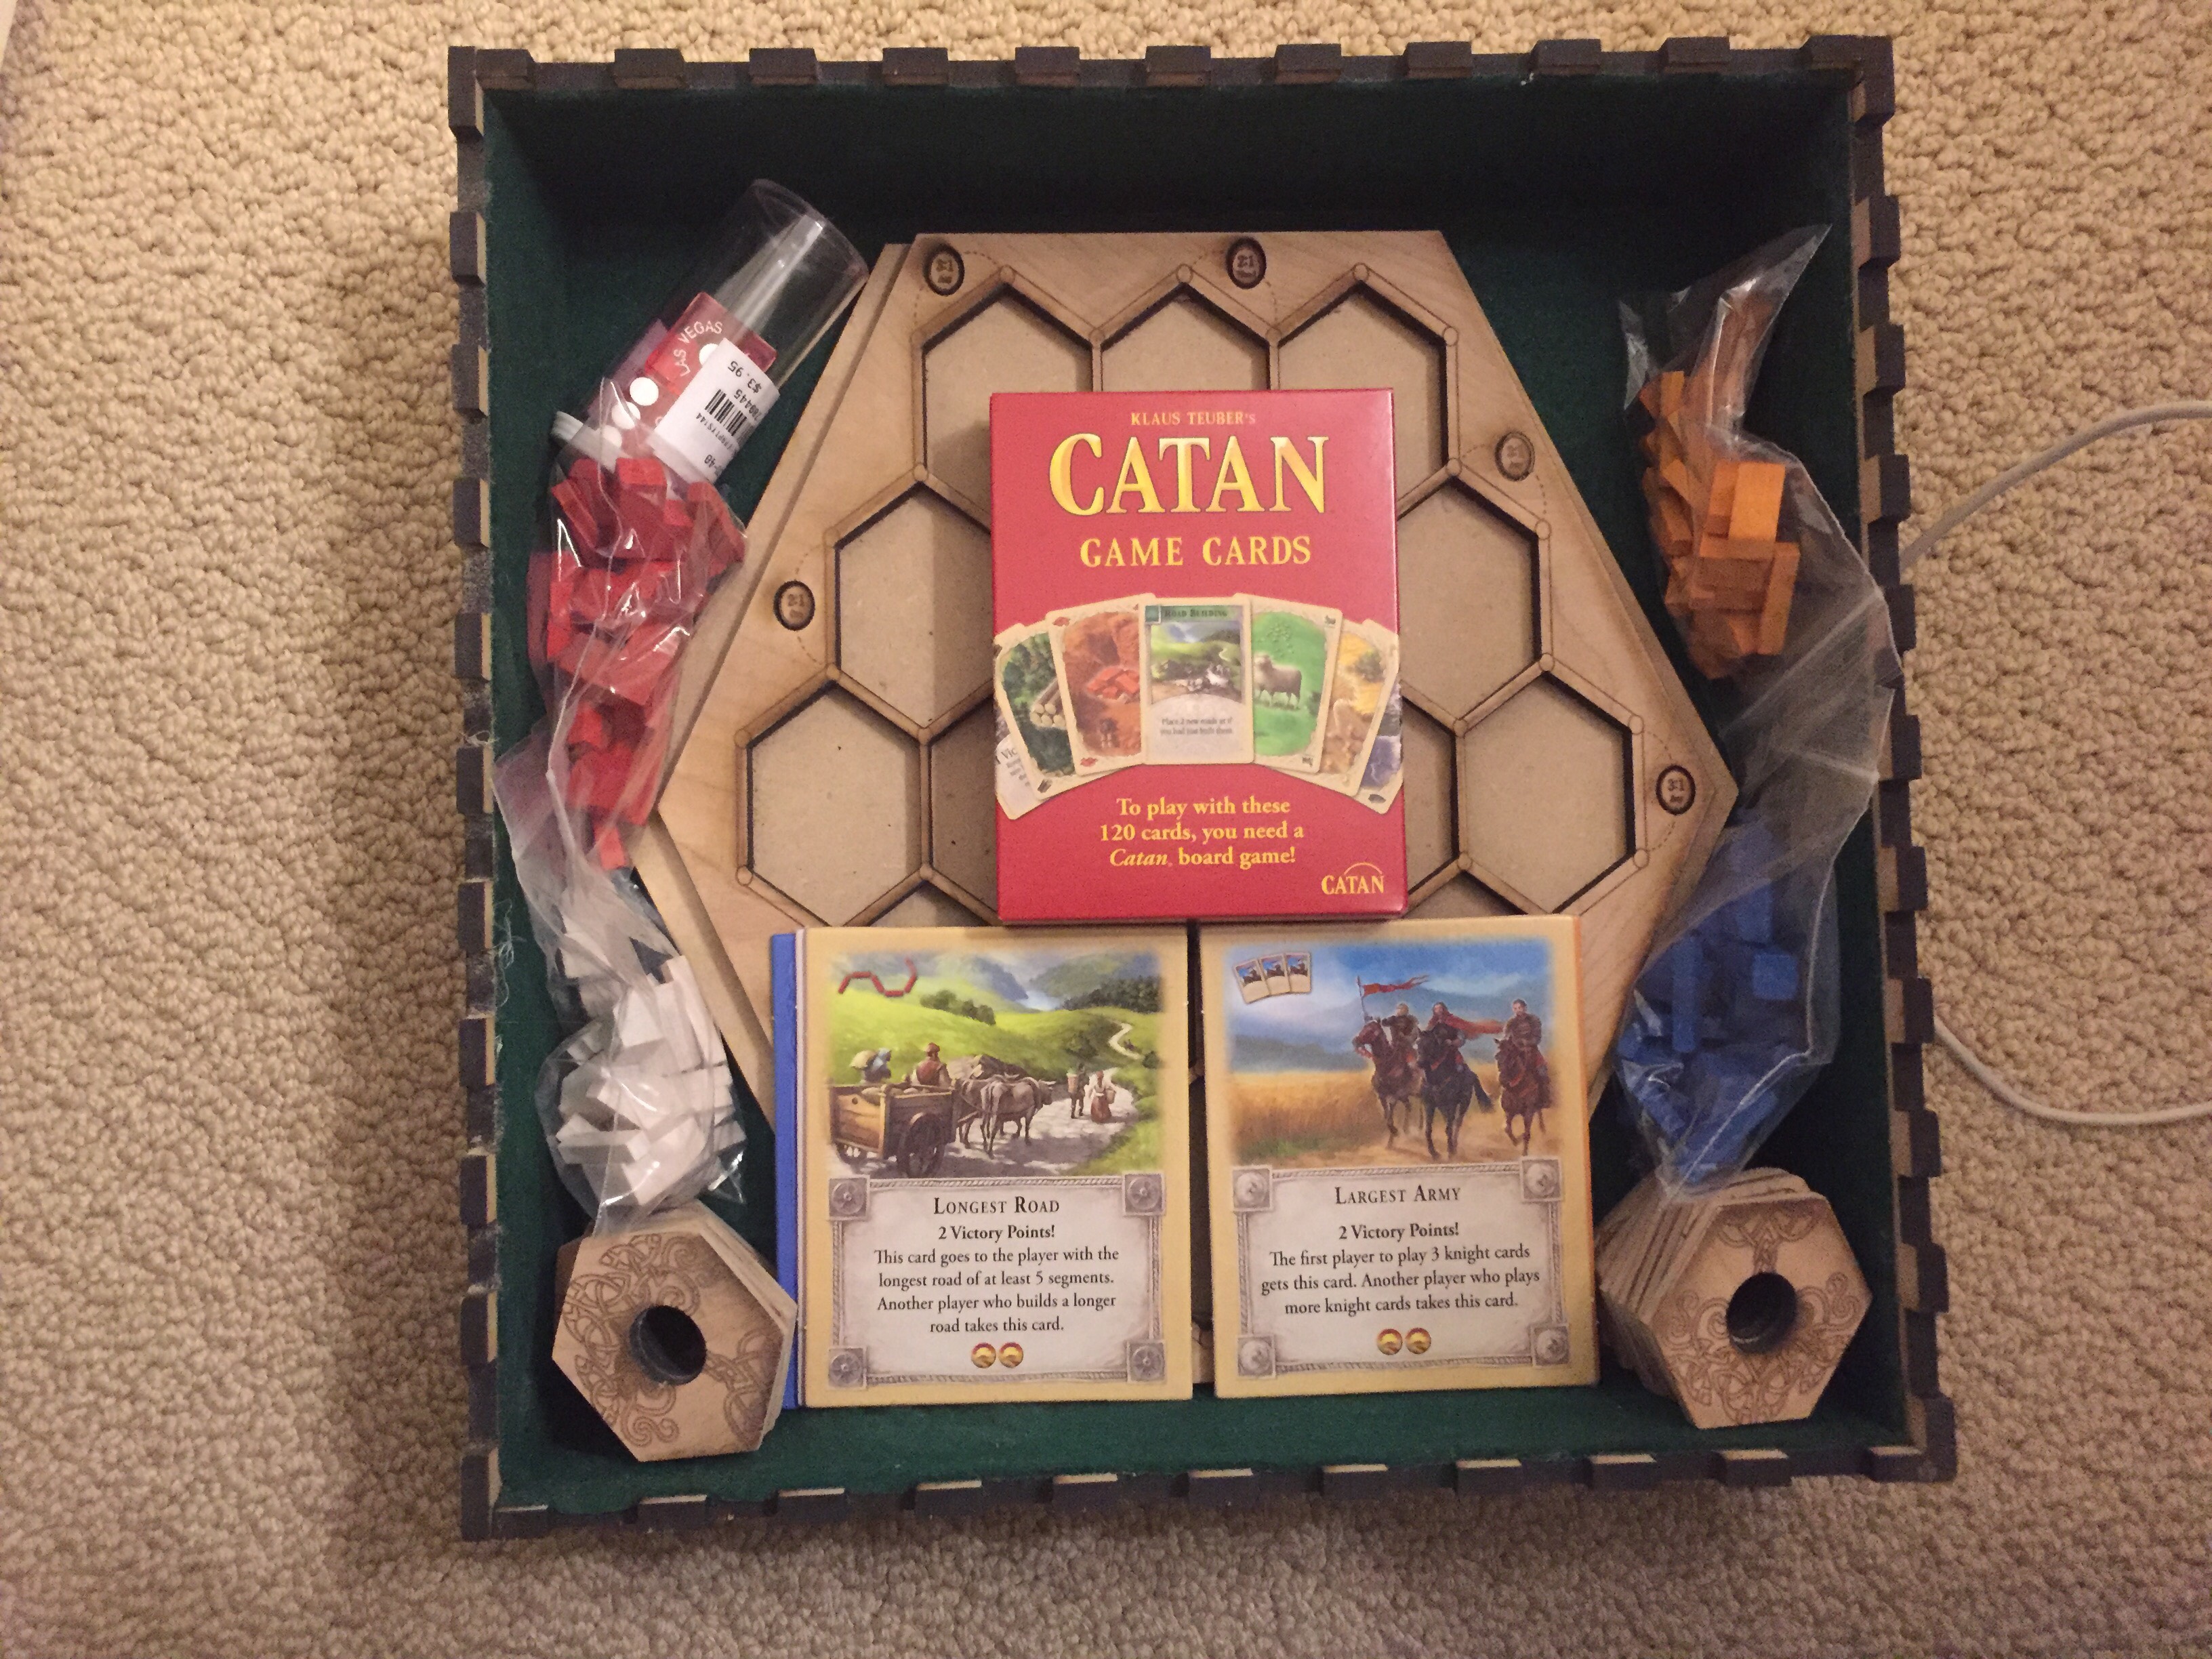 KLAUS TEUBER'S
CATAN
GAME CARDS
ROAD BUILDING
To play with these
120 cards, you need a
Catan® board game!
CATAN
LONGEST ROAD
2 Victory Points!
This card goes to the player with the
longest road of at least 5 segments.
Another player who builds a longer
road takes this card.
LARGEST ARMY
2 Victory Points!
The first player to play 3 knight cards
gets this card. Another player who plays
more knight cards takes this card.
LAS VEGAS
$3.95
3:1